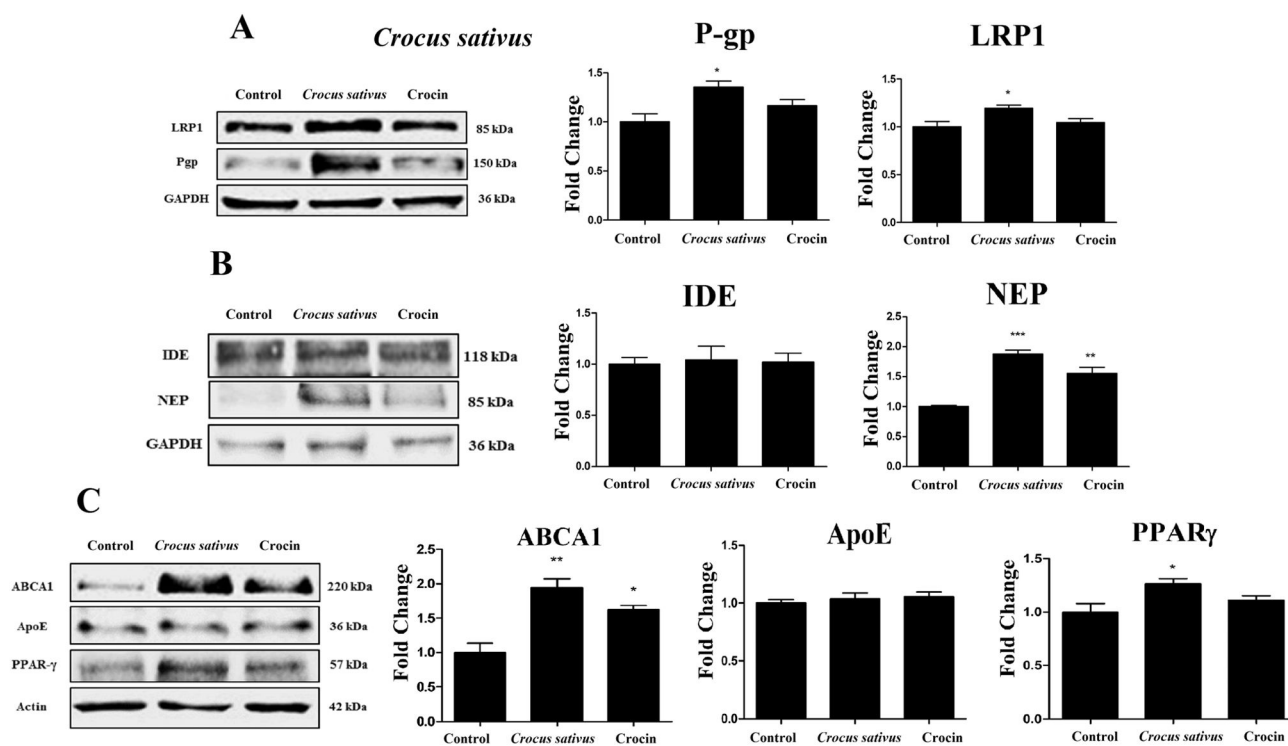 A
Crocus sativus
Control Crocus sativus Crocin
LRP1 85 kDa
Pgp 150 kDa
GAPDH 36 kDa
P-gp
Fold Change
1.5
1.0
0.5
0.0
*
Control Crocus sativus Crocin
LRP1
Fold Change
1.5
1.0
0.5
0.0
*
Control Crocus sativus Crocin
B
Control Crocus sativus Crocin
IDE 118 kDa
NEP 85 kDa
GAPDH 36 kDa
IDE
Fold Change
1.5
1.0
0.5
0.0
Control Crocus sativus Crocin
NEP
Fold Change
2.5
2.0
1.5
1.0
0.5
0.0
***
**
Control Crocus sativus Crocin
C
Control Crocus sativus Crocin
ABCA1 220 kDa
ApoE 36 kDa
PPAR-γ 57 kDa
Actin 42 kDa
ABCA1
Fold Change
2.5
2.0
1.5
1.0
0.5
0.0
**
*
Control Crocus sativus Crocin
ApoE
Fold Change
1.5
1.0
0.5
0.0
Control Crocus sativus Crocin
PPARγ
Fold Change
1.5
1.0
0.5
0.0
*
Control Crocus sativus Crocin